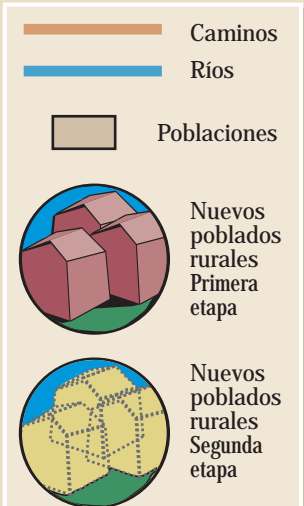 Caminos
Ríos
Poblaciones
Nuevos
poblados
rurales
Primera
etapa
Nuevos
poblados
rurales
Segunda
etapa